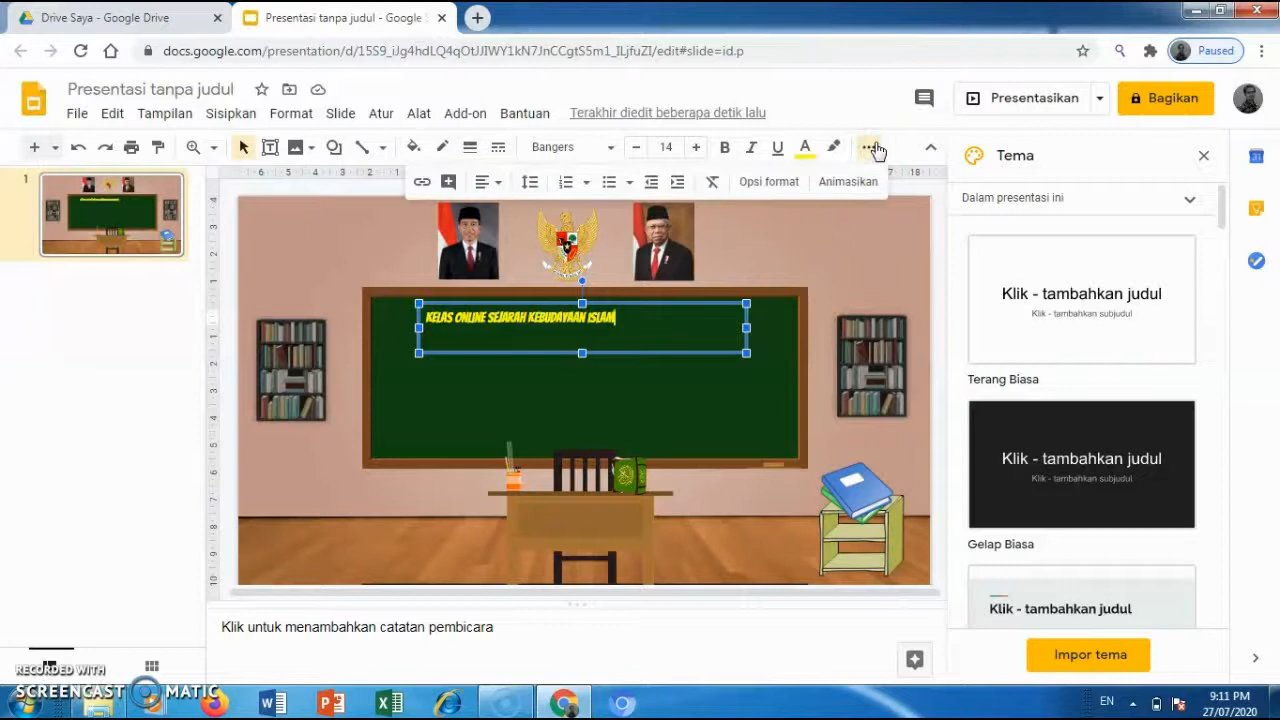 Drive Saya - Google Drive
Presentasi tanpa judul - Google S
docs.google.com/presentation/d/15S9_iJg4hdLQ4qOtJJIWY1kN7JnCCgtS5m1_ILjfuZI/edit#slide=id.p
Paused
Presentasi tanpa judul
File Edit Tampilan Sisipkan Format Slide Atur Alat Add-on Bantuan
Terakhir diedit beberapa detik lalu
Presentasikan
Bagikan
Bangers
14
B I U A
Opsi format
Animasikan
Tema
Dalam presentasi ini
1
KELAS ONLINE SEJARAH KEBUDAYAAN ISLAM
Klik - tambahkan judul
Klik - tambahkan subjudul
Terang Biasa
Klik - tambahkan judul
Klik - tambahkan subjudul
Gelap Biasa
Klik - tambahkan judul
Impor tema
Klik untuk menambahkan catatan pembicara
RECORDED WITH
SCREENCAST MATIC
EN
9:11 PM
27/07/2020